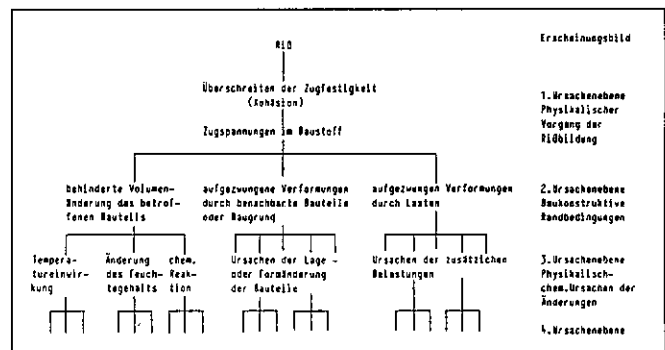 Riß
Erscheinungsbild
Überschreiten der Zugfestigkeit
(Kohäsion)
Zugspannungen im Baustoff
1.Ursachenebene
Physikalischer
Vorgang der
Rißbildung
behinderte Volumen-
änderung das betrof-
fenen Bauteils
aufgezwungene Verformungen
durch benachbarte Bauteile
oder Baugrung
aufgezwungen Verformungen
durch Lasten
2.Ursachenebene
Baukonstruktive
Randbedingungen
Tempera-
tureinwir-
kung
Änderung
des Feuch-
tegehalts
chem.
Reak-
tion
Ursachen der Lage -
oder Formänderung
der Bauteile
Ursachen der zusätzlichen
Belastungen
3.Ursachenebene
Physikalisch-
chem.Ursachen der
Änderungen
4.Ursachenebene